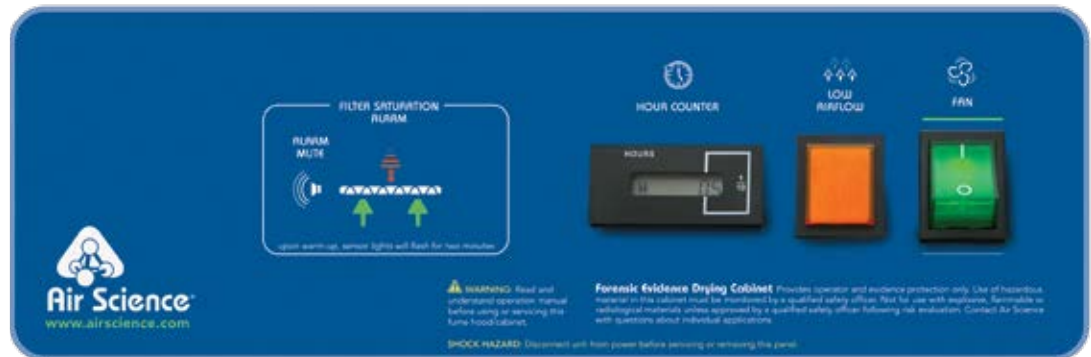 FILTER SATURATION
ALARM
ALARM
MUTE
upon warm-up, sensor lights will flash for two minutes
HOUR COUNTER
HOURS
LOW
AIRFLOW
FAN
Air Science
www.airscience.com
WARNING: Read and
understand operation manual
before using or servicing this
fume hood/cabinet.
Forensic Evidence Drying Cabinet Provides operator and evidence protection only. Use of hazardous
material in this cabinet must be monitored by a qualified safety officer. Not for use with explosive, flammable or
radiological materials unless approved by a qualified safety officer following risk evaluation. Contact Air Science
with questions about individual applications.
SHOCK HAZARD: Disconnect unit from power before servicing or removing this panel.